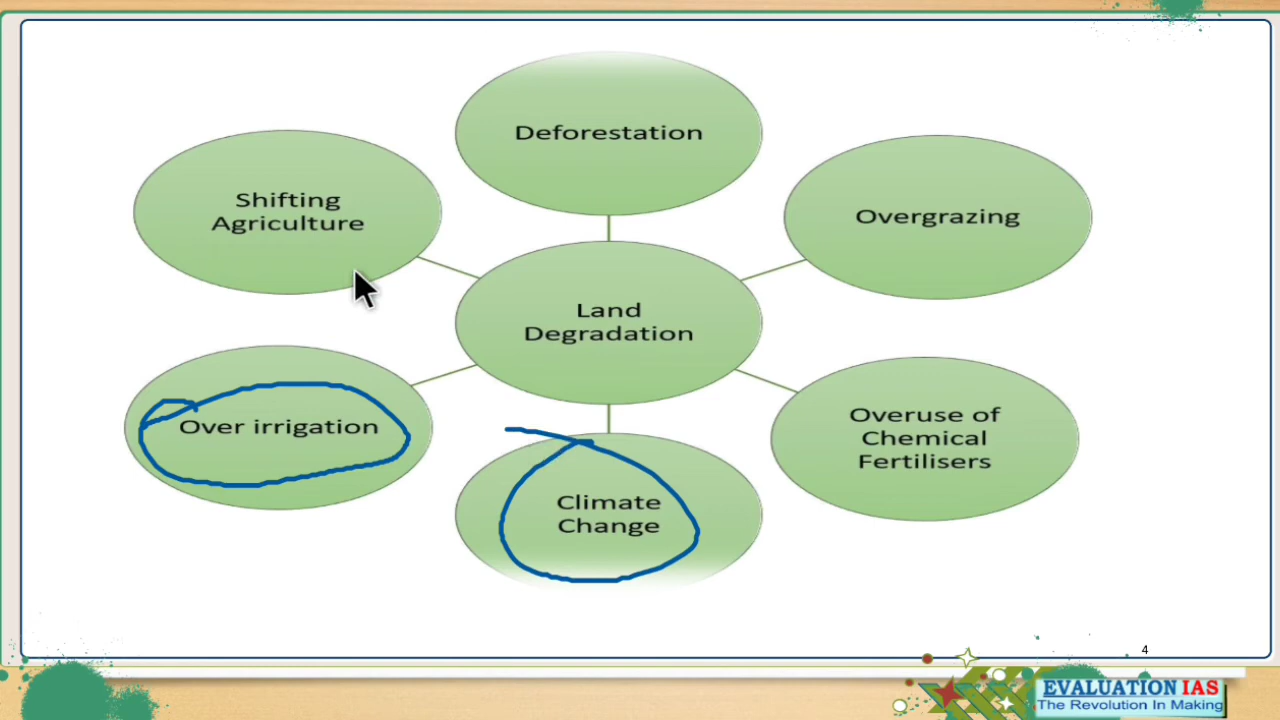 Deforestation
Shifting
Agriculture
Overgrazing
Land
Degradation
Over irrigation
Overuse of
Chemical
Fertilisers
Climate
Change
4
EVALUATION IAS
The Revolution In Making